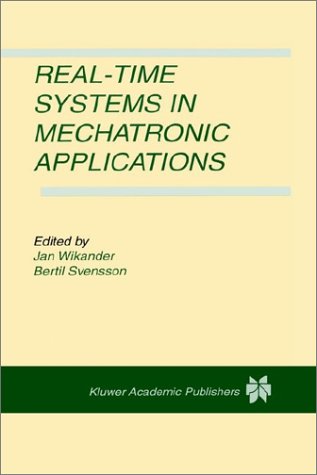 REAL-TIME
SYSTEMS IN
MECHATRONIC
APPLICATIONS
Edited by
Jan Wikander
Bertil Svensson
Kluwer Academic Publishers